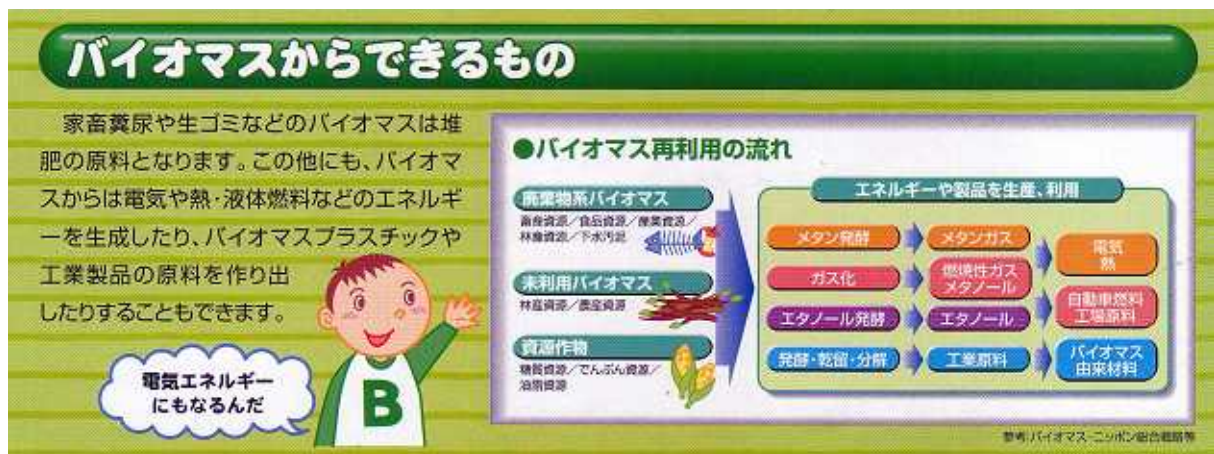 バイオマスからできるもの
家畜糞尿や生ゴミなどのバイオマスは堆
肥の原料となります。この他にも、バイオマ
スからは電気や熱・液体燃料などのエネルギ
ーを生成したり、バイオマスプラスチックや
工業製品の原料を作り出
したりすることもできます。
電気エネルギー
にもなるんだ
B
●バイオマス再利用の流れ
廃棄物系バイオマス
畜産資源／食品資源／産業資源／
林産資源／下水汚泥
未利用バイオマス
林産資源／農産資源
資源作物
糖質資源／でんぷん資源／
油脂資源
エネルギーや製品を生産、利用
メタン発酵
メタンガス
電気
熱
ガス化
燃焼性ガス
メタノール
自動車燃料
工場原料
エタノール発酵
エタノール
発酵・乾留・分解
工業原料
バイオマス
由来材料
参考:バイオマス・ニッポン総合戦略等